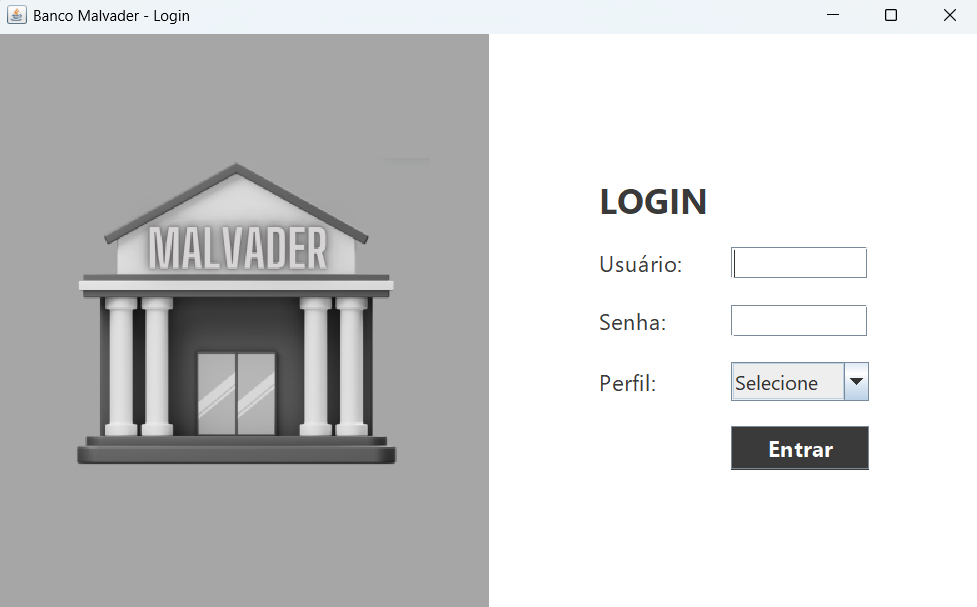 Banco Malvader - Login
MALVADER
LOGIN
Usuário:
Senha:
Perfil:
Selecione
Entrar